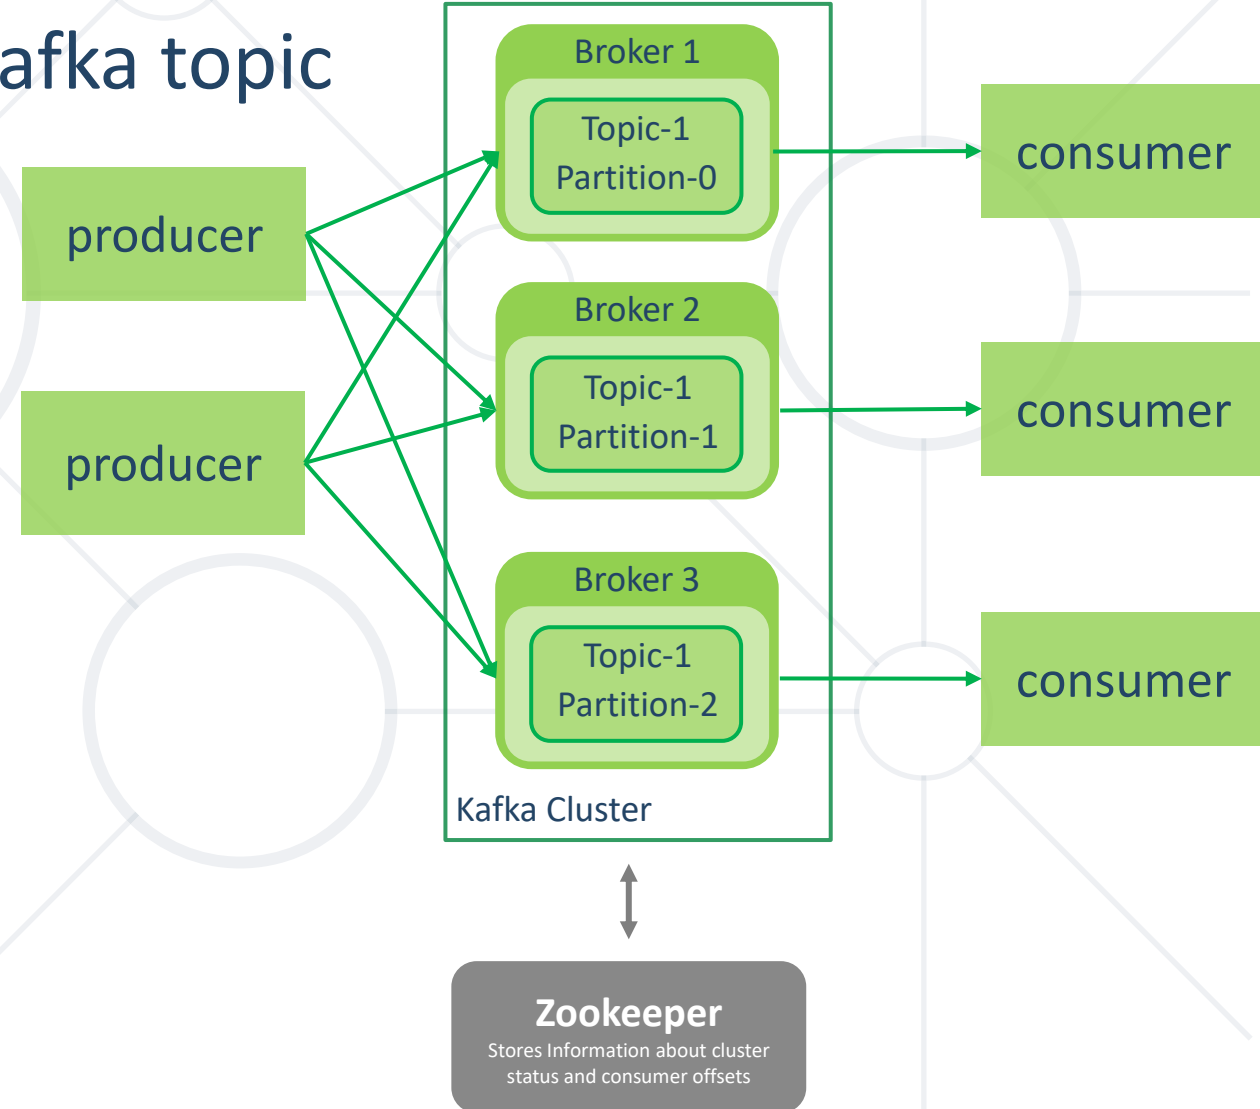 afka topic
producer
producer
Broker 1
Topic-1
Partition-0
Broker 2
Topic-1
Partition-1
Broker 3
Topic-1
Partition-2
Kafka Cluster
consumer
consumer
consumer
Zookeeper
Stores Information about cluster
status and consumer offsets